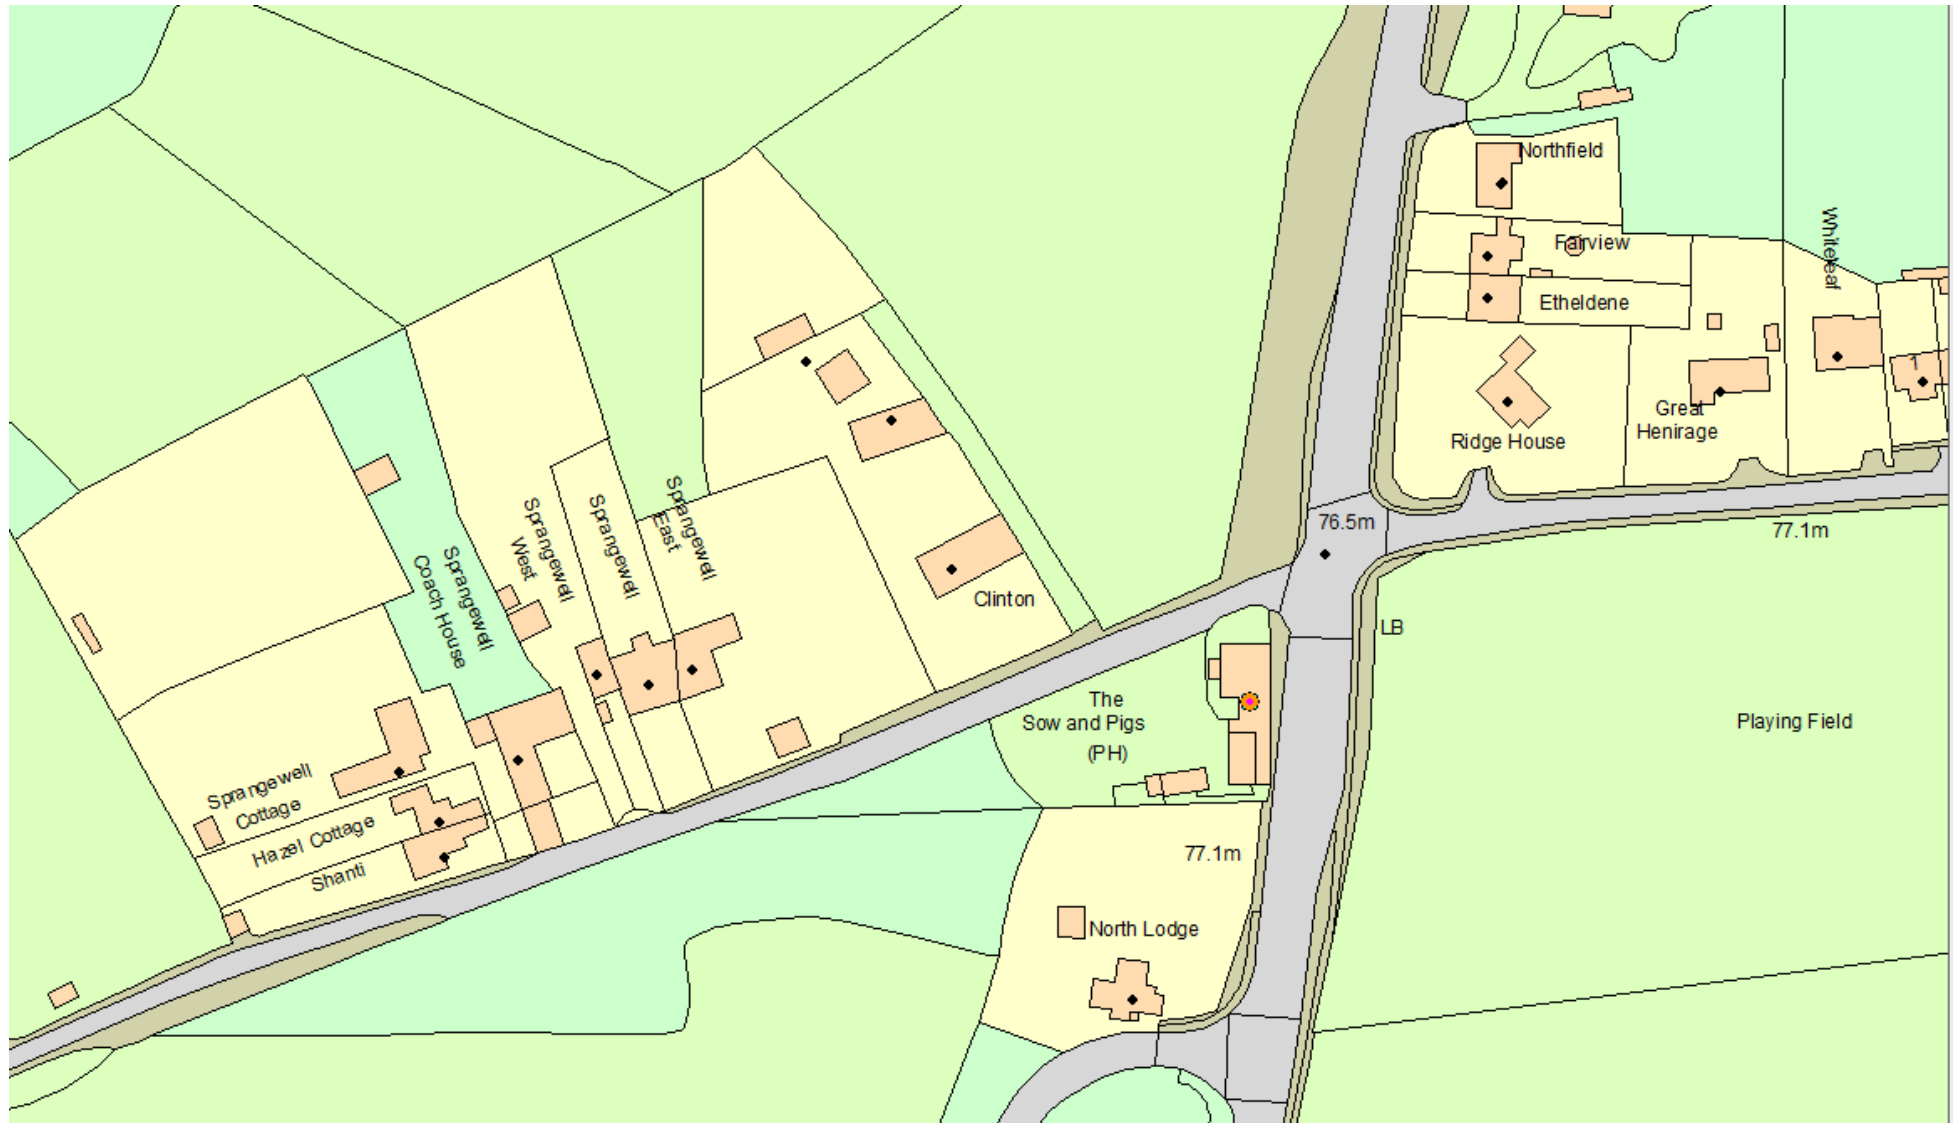 Northfield
Whiteleaf
Fairview
Etheldene
1
Great
Henirage
Ridge House
76.5m
77.1m
Sprangewell
East
Sprangewell
Sprangewell
West
Sprangewell
Coach House
Clinton
LB
The
Sow and Pigs
(PH)
Playing Field
Sprangewell
Cottage
Hazel Cottage
Shanti
77.1m
North Lodge